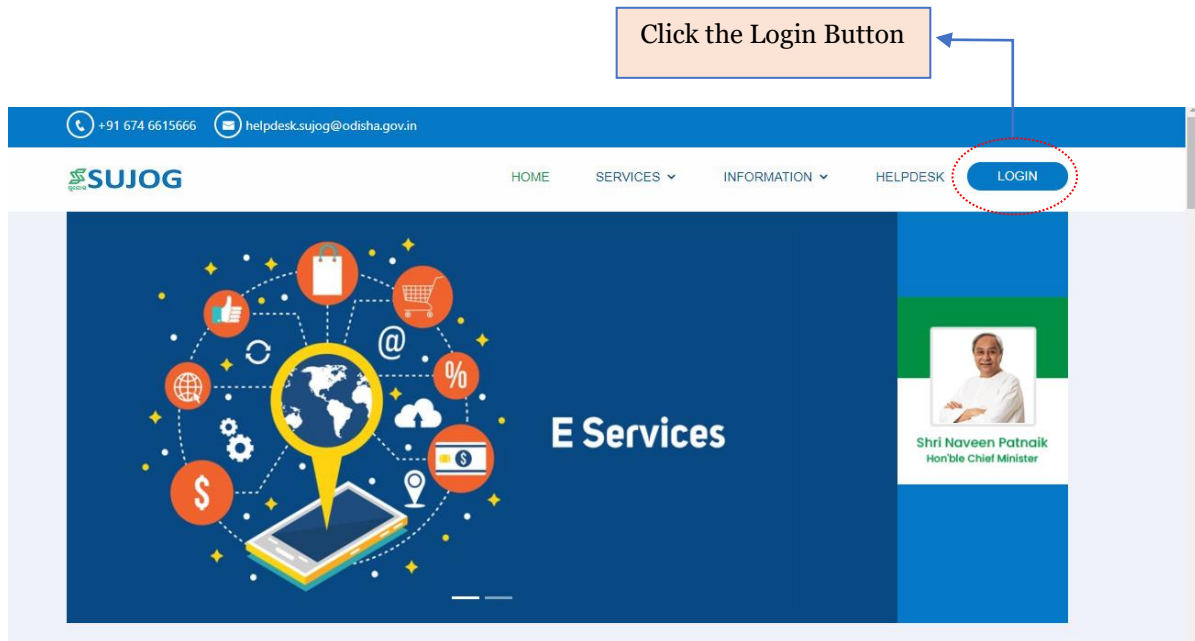 Click the Login Button
+91 674 6615666 helpdesk.sujog@odisha.gov.in
SUJOG HOME SERVICES INFORMATION HELPDESK LOGIN
@
%
$
$
E Services
Shri Naveen Patnaik
Hon'ble Chief Minister